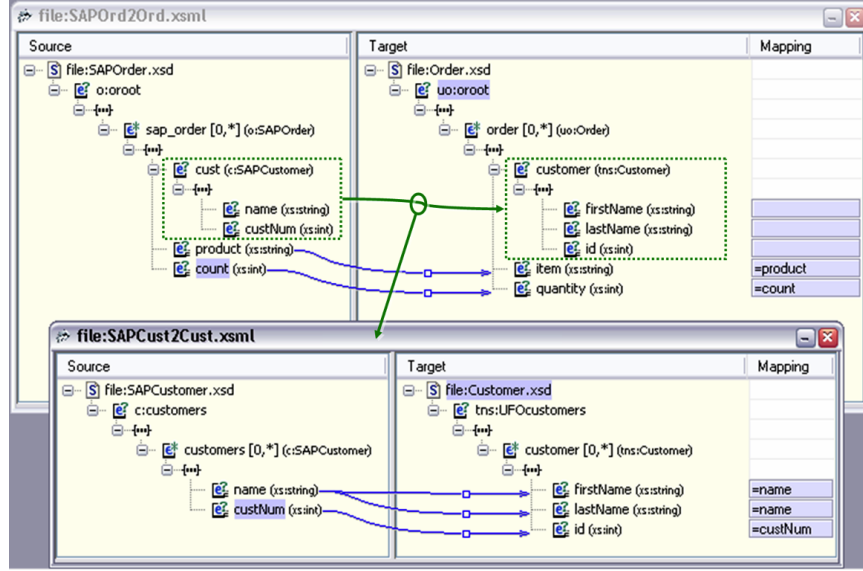 file:SAPOrd2Ord.xsml
Source Target Mapping
file:SAPOrder.xsd file:Order.xsd
o:oroot uo:oroot
sap_order [0,*] (o:SAPOrder) order [0,*] (uo:Order)
cust (c:SAPCustomer) customer (tns:Customer)
name (xs:string) firstName (xs:string)
custNum (xs:int) lastName (xs:string)
product (xs:string) id (xs:int)
count (xs:int) item (xs:string) =product
quantity (xs:int) =count
file:SAPCust2Cust.xsml
Source Target Mapping
file:SAPCustomer.xsd file:Customer.xsd
c:customers tns:UFOcustomers
customers [0,*] (c:SAPCustomer) customer [0,*] (tns:Customer)
name (xs:string) firstName (xs:string) =name
custNum (xs:int) lastName (xs:string) =name
id (xs:int) =custNum